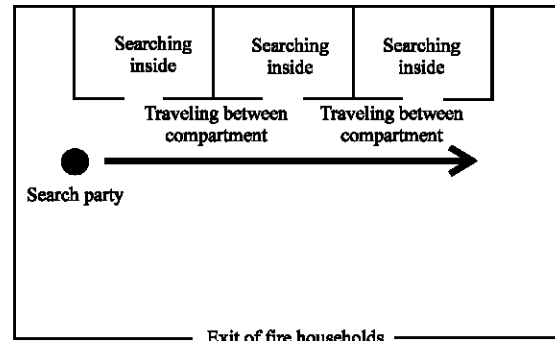 Searching
inside
Searching
inside
Searching
inside
Traveling between
compartment
Traveling between
compartment
Search party
Exit of fire households